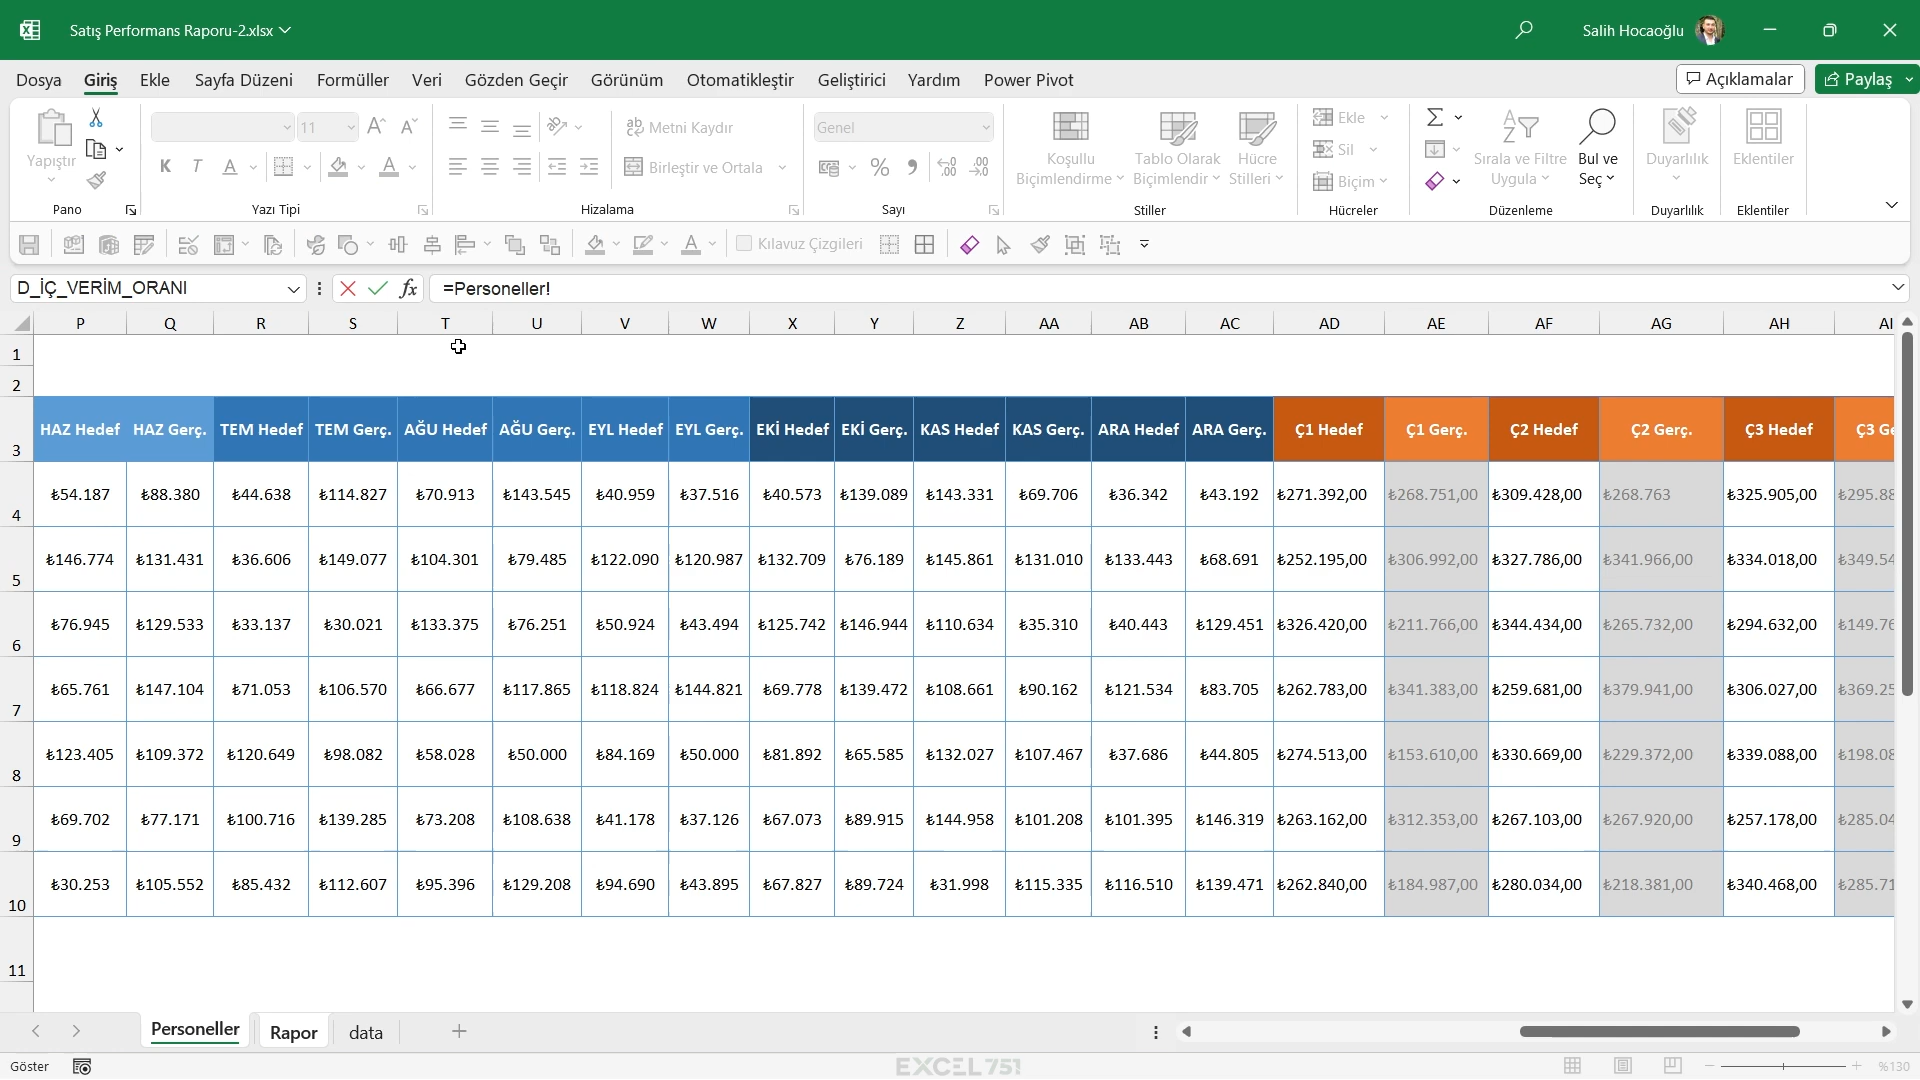 Satış Performans Raporu-2.xlsx
Salih Hocaoğlu
Dosya Giriş Ekle Sayfa Düzeni Formüller Veri Gözden Geçir Görünüm Otomatikleştir Geliştirici Yardım Power Pivot
Açıklamalar Paylaş
11 Metni Kaydır Genel Ekle
Yapıştır K T A A Birleştir ve Ortala % Koşullu Biçimlendirme Tablo Olarak Biçimlendir Hücre Stilleri Sil Biçim Sırala ve Filtre Uygula Bul ve Seç Duyarlılık Eklentiler
Pano Yazı Tipi Hizalama Sayı Stiller Hücreler Düzenleme Duyarlılık Eklentiler
Kılavuz Çizgileri
D_İÇ_VERİM_ORANI fx =Personeller!
P Q R S T U V W X Y Z AA AB AC AD AE AF AG AH AI
1
2
3 HAZ Hedef HAZ Gerç. TEM Hedef TEM Gerç. AĞU Hedef AĞU Gerç. EYL Hedef EYL Gerç. EKİ Hedef EKİ Gerç. KAS Hedef KAS Gerç. ARA Hedef ARA Gerç. Ç1 Hedef Ç1 Gerç. Ç2 Hedef Ç2 Gerç. Ç3 Hedef Ç3 Ge
4 ₺54.187 ₺88.380 ₺44.638 ₺114.827 ₺70.913 ₺143.545 ₺40.959 ₺37.516 ₺40.573 ₺139.089 ₺143.331 ₺69.706 ₺36.342 ₺43.192 ₺271.392,00 ₺268.751,00 ₺309.428,00 ₺268.763 ₺325.905,00 ₺295.88
5 ₺146.774 ₺131.431 ₺36.606 ₺149.077 ₺104.301 ₺79.485 ₺122.090 ₺120.987 ₺132.709 ₺76.189 ₺145.861 ₺131.010 ₺133.443 ₺68.691 ₺252.195,00 ₺306.992,00 ₺327.786,00 ₺341.966,00 ₺334.018,00 ₺349.54
6 ₺76.945 ₺129.533 ₺33.137 ₺30.021 ₺133.375 ₺76.251 ₺50.924 ₺43.494 ₺125.742 ₺146.944 ₺110.634 ₺35.310 ₺40.443 ₺129.451 ₺326.420,00 ₺211.766,00 ₺344.434,00 ₺265.732,00 ₺294.632,00 ₺149.76
7 ₺65.761 ₺147.104 ₺71.053 ₺106.570 ₺66.677 ₺117.865 ₺118.824 ₺144.821 ₺69.778 ₺139.472 ₺108.661 ₺90.162 ₺121.534 ₺83.705 ₺262.783,00 ₺341.383,00 ₺259.681,00 ₺379.941,00 ₺306.027,00 ₺369.25
8 ₺123.405 ₺109.372 ₺120.649 ₺98.082 ₺58.028 ₺50.000 ₺84.169 ₺50.000 ₺81.892 ₺65.585 ₺132.027 ₺107.467 ₺37.686 ₺44.805 ₺274.513,00 ₺153.610,00 ₺330.669,00 ₺229.372,00 ₺339.088,00 ₺198.08
9 ₺69.702 ₺77.171 ₺100.716 ₺139.285 ₺73.208 ₺108.638 ₺41.178 ₺37.126 ₺67.073 ₺89.915 ₺144.958 ₺101.208 ₺101.395 ₺146.319 ₺263.162,00 ₺312.353,00 ₺267.103,00 ₺267.920,00 ₺257.178,00 ₺285.04
10 ₺30.253 ₺105.552 ₺85.432 ₺112.607 ₺95.396 ₺129.208 ₺94.690 ₺43.895 ₺67.827 ₺89.724 ₺31.998 ₺115.335 ₺116.510 ₺139.471 ₺262.840,00 ₺184.987,00 ₺280.034,00 ₺218.381,00 ₺340.468,00 ₺285.71
11
Personeller Rapor data
Göster EXCEL751 %130